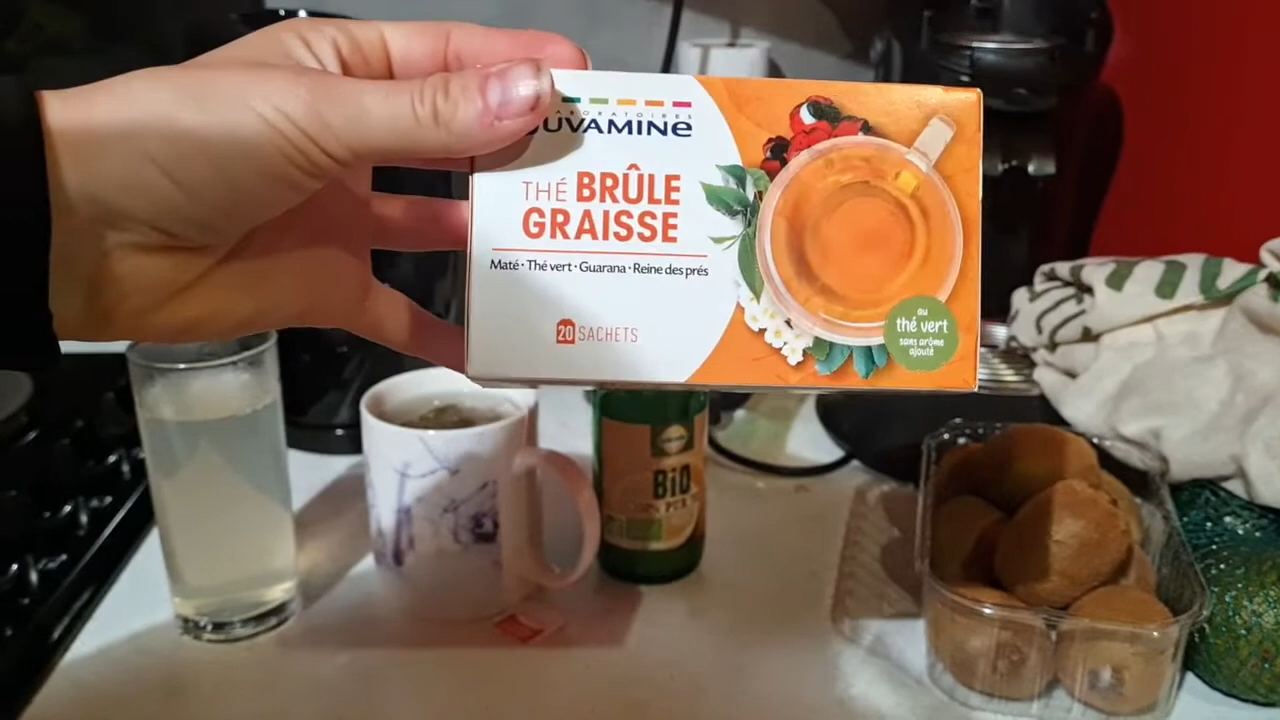 LABORATOIRES
JUVAMINE
THÉ BRÛLE
GRAISSE
Maté · Thé vert · Guarana · Reine des prés
20 SACHETS
au
thé vert
sans arôme
ajouté
BiO